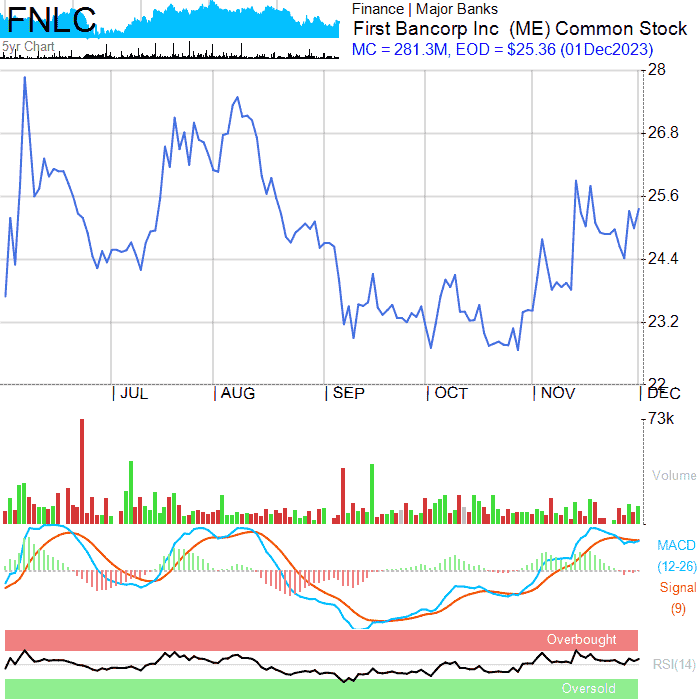 FNLC
5yr Chart
Finance | Major Banks
First Bancorp Inc (ME) Common Stock
MC = 281.3M, EOD = $25.36 (01Dec2023)
28
26.8
25.6
24.4
23.2
22
| JUL | AUG | SEP | OCT | NOV | DEC
73k
Volume
MACD
(12-26)
Signal
(9)
Overbought
RSI(14)
Oversold